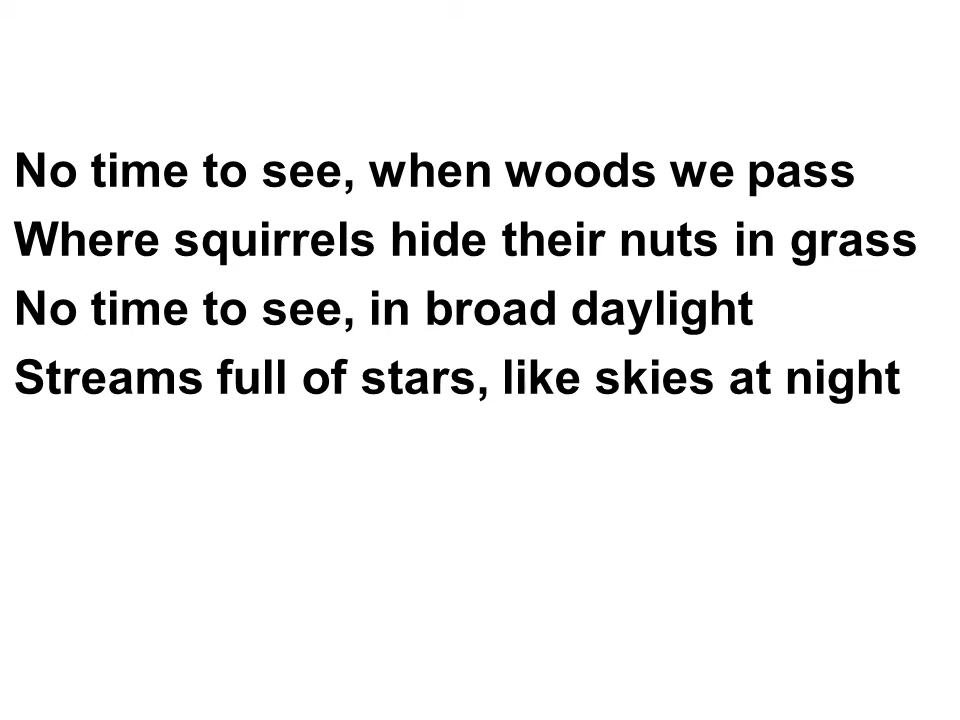 No time to see, when woods we pass
Where squirrels hide their nuts in grass
No time to see, in broad daylight
Streams full of stars, like skies at night